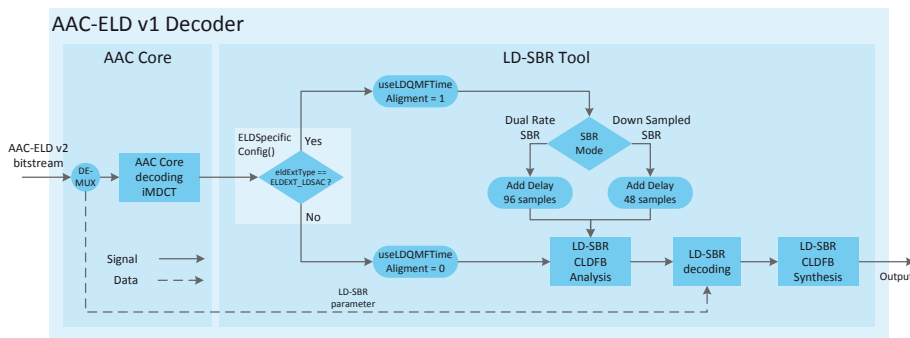 AAC-ELD v1 Decoder
AAC Core
LD-SBR Tool
useLDQMFTime
Aligment = 1
Dual Rate
SBR
Down Sampled
SBR
SBR
Mode
ELDSpecific
Config()
Yes
AAC-ELD v2
bitstream
DE-
MUX
AAC Core
decoding
iMDCT
eldExtType ==
ELDEXT_LDSAC ?
Add Delay
96 samples
Add Delay
48 samples
No
Signal
Data
useLDQMFTime
Aligment = 0
LD-SBR
CLDFB
Analysis
LD-SBR
decoding
LD-SBR
CLDFB
Synthesis
Output
LD-SBR
parameter